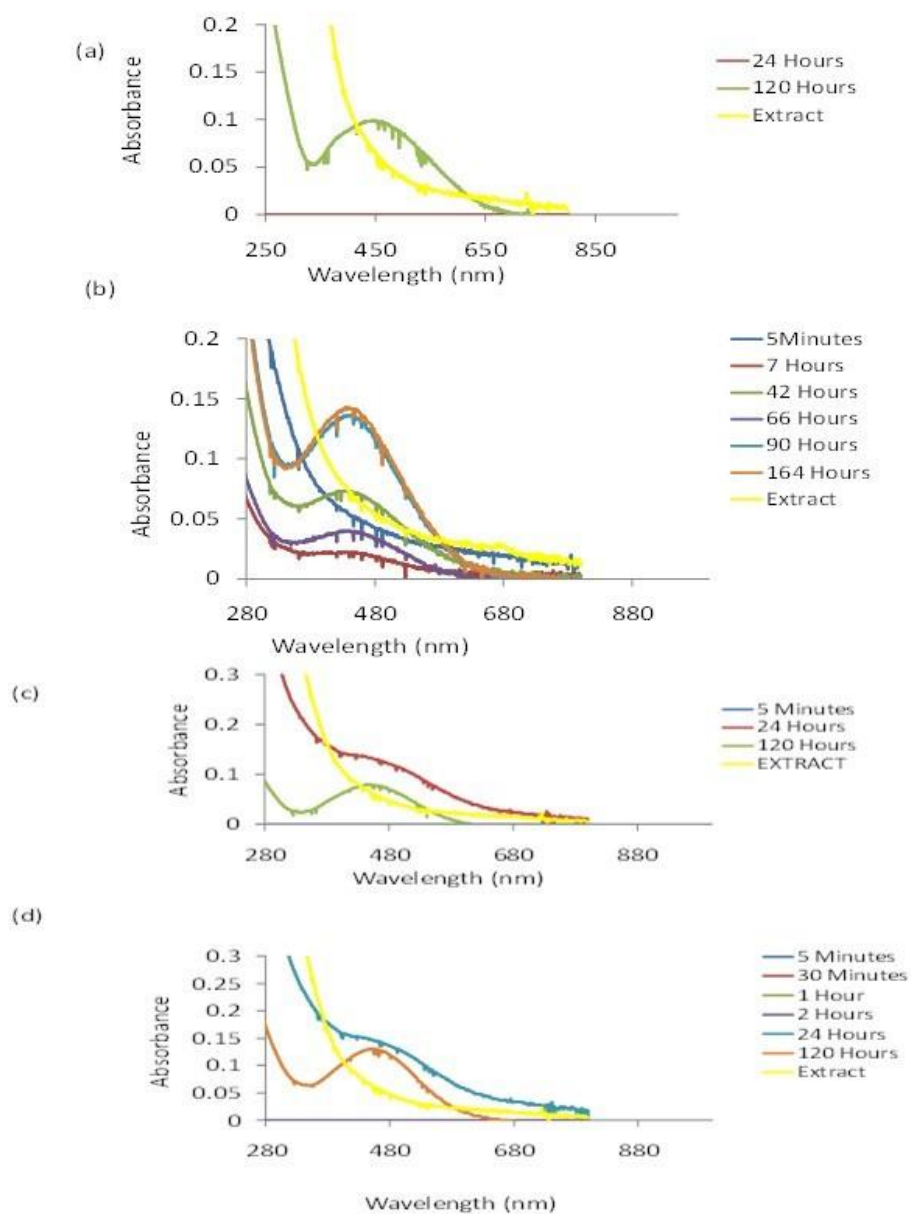 (a)
Absorbance
0.2
0.15
0.1
0.05
0
250 450 650 850
Wavelength (nm)
24 Hours
120 Hours
Extract
(b)
Absorbance
0.2
0.15
0.1
0.05
0
280 480 680 880
Wavelength (nm)
5Minutes
7 Hours
42 Hours
66 Hours
90 Hours
164 Hours
Extract
(c)
Absorbance
0.3
0.2
0.1
0
280 480 680 880
Wavelength (nm)
5 Minutes
24 Hours
120 Hours
EXTRACT
(d)
Absorbance
0.3
0.25
0.2
0.15
0.1
0.05
0
280 480 680 880
Wavelength (nm)
5 Minutes
30 Minutes
1 Hour
2 Hours
24 Hours
120 Hours
Extract